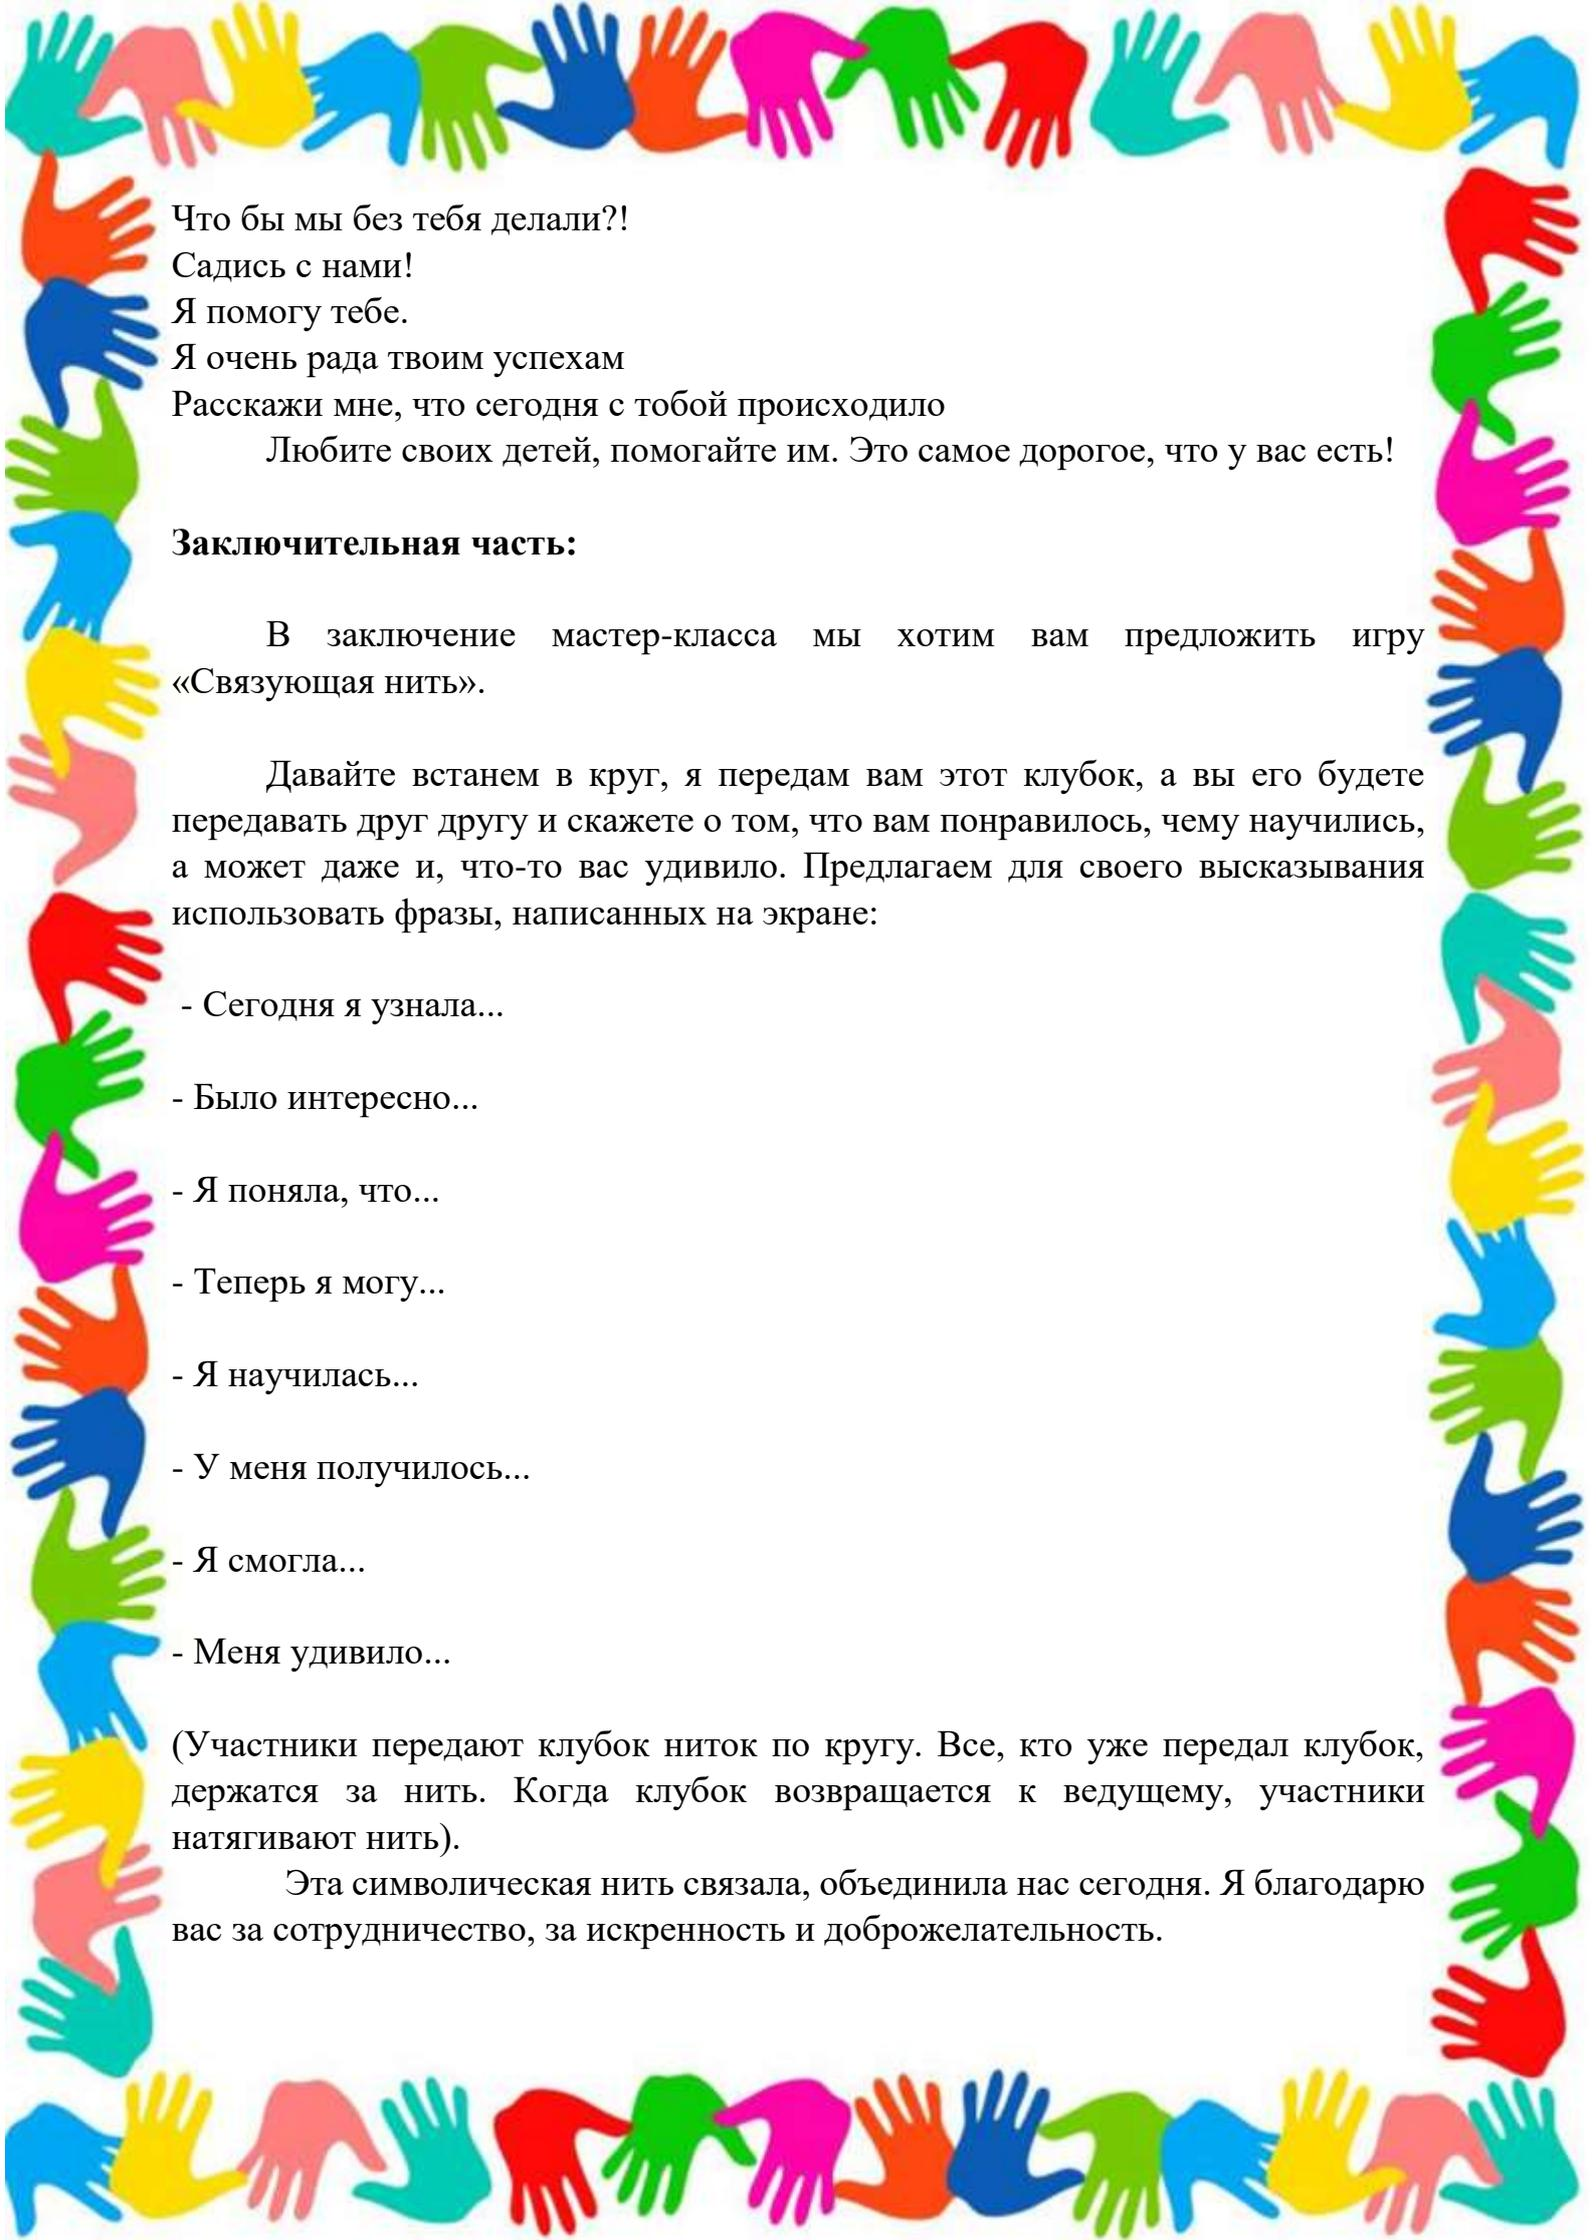 Что бы мы без тебя делали?!
Садись с нами!
Я помогу тебе.
Я очень рада твоим успехам
Расскажи мне, что сегодня с тобой происходило
Любите своих детей, помогайте им. Это самое дорогое, что у вас есть!
Заключительная часть:
В заключение мастер-класса мы хотим вам предложить игру
«Связующая нить».
Давайте встанем в круг, я передам вам этот клубок, а вы его будете
передавать друг другу и скажете о том, что вам понравилось, чему научились,
а может даже и, что-то вас удивило. Предлагаем для своего высказывания
использовать фразы, написанных на экране:
- Сегодня я узнала...
- Было интересно...
- Я поняла, что...
- Теперь я могу...
- Я научилась...
- У меня получилось...
- Я смогла...
- Меня удивило...
(Участники передают клубок ниток по кругу. Все, кто уже передал клубок,
держатся за нить. Когда клубок возвращается к ведущему, участники
натягивают нить).
Эта символическая нить связала, объединила нас сегодня. Я благодарю
вас за сотрудничество, за искренность и доброжелательность.